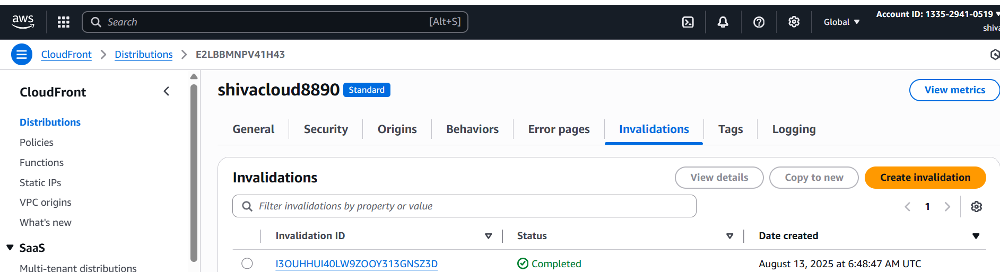 aws
Search [Alt+S]
Global
Account ID: 1335-2941-0519
CloudFront
Distributions
E2LBBMNPV41H43
CloudFront
Distributions
Policies
Functions
Static IPs
VPC origins
What's new
SaaS
Multi-tenant distributions
shivacloud8890 Standard
View metrics
General Security Origins Behaviors Error pages Invalidations Tags Logging
Invalidations
View details Copy to new Create invalidation
Filter invalidations by property or value
1
Invalidation ID Status Date created
I3OUHHUI40LW9ZOOY313GNSZ3D Completed August 13, 2025 at 6:48:47 AM UTC